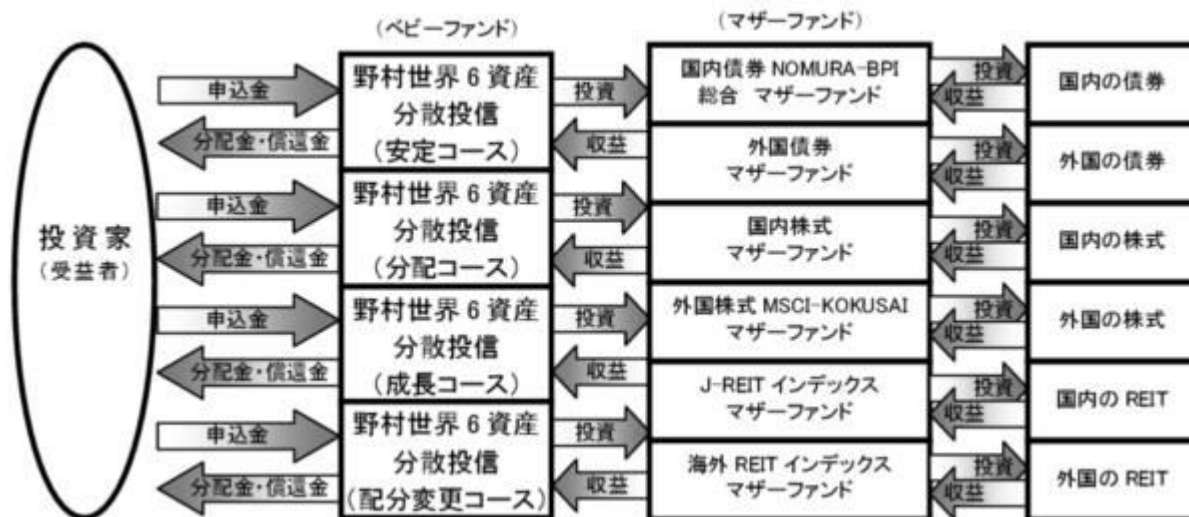 (ベビーファンド)
(マザーファンド)
投資家
(受益者)
申込金
分配金・償還金
申込金
分配金・償還金
申込金
分配金・償還金
申込金
分配金・償還金
野村世界6資産
分散投信
(安定コース)
野村世界6資産
分散投信
(分配コース)
野村世界6資産
分散投信
(成長コース)
野村世界6資産
分散投信
(配分変更コース)
投資
収益
投資
収益
投資
収益
投資
収益
国内債券 NOMURA-BPI
総合 マザーファンド
外国債券
マザーファンド
国内株式
マザーファンド
外国株式 MSCI-KOKUSAI
マザーファンド
J-REIT インデックス
マザーファンド
海外 REIT インデックス
マザーファンド
投資
収益
投資
収益
投資
収益
投資
収益
投資
収益
投資
収益
国内の債券
外国の債券
国内の株式
外国の株式
国内の REIT
外国の REIT